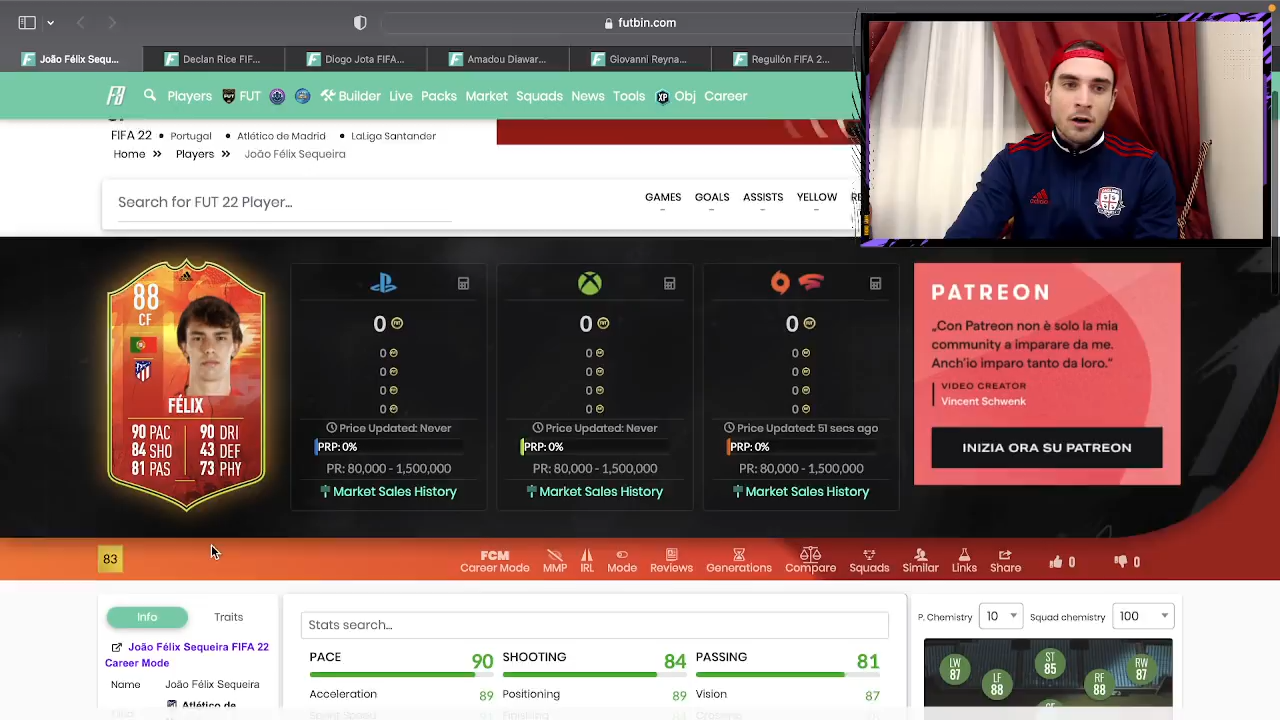 futbin.com
João Félix Sequ...
Declan Rice FIF...
Diogo Jota FIFA...
Amadou Diawar...
Giovanni Reyna...
Reguilón FIFA 2...
Players
FUT
Builder
Live
Packs
Market
Squads
News
Tools
XP Obj
Career
FIFA 22 • Portugal • Atlético de Madrid • LaLiga Santander
Home » Players » João Félix Sequeira
Search for FUT 22 Player...
GAMES GOALS ASSISTS YELLOW
- - - -
88
CF
FÉLIX
90 PAC 90 DRI
84 SHO 43 DEF
81 PAS 73 PHY
0
0
0
0
0
Price Updated: Never
PRP: 0%
PR: 80,000 - 1,500,000
Market Sales History
0
0
0
0
0
Price Updated: Never
PRP: 0%
PR: 80,000 - 1,500,000
Market Sales History
0
0
0
0
0
Price Updated: 51 secs ago
PRP: 0%
PR: 80,000 - 1,500,000
Market Sales History
PATREON
„Con Patreon non è solo la mia
community a imparare da me.
Anch'io imparo tanto da loro.“
VIDEO CREATOR
Vincent Schwenk
INIZIA ORA SU PATREON
83
FCM
Career Mode
MMP
IRL
Mode
Reviews
Generations
Compare
Squads
Similar
Links
Share
0
0
Info
Traits
João Félix Sequeira FIFA 22
Career Mode
Name João Félix Sequeira
Atlético de
Stats search...
PACE 90
SHOOTING 84
PASSING 81
Acceleration 89
Positioning 89
Vision 87
P. Chemistry 10
Squad chemistry 100
LW
87
LF
88
ST
85
RF
88
RW
87